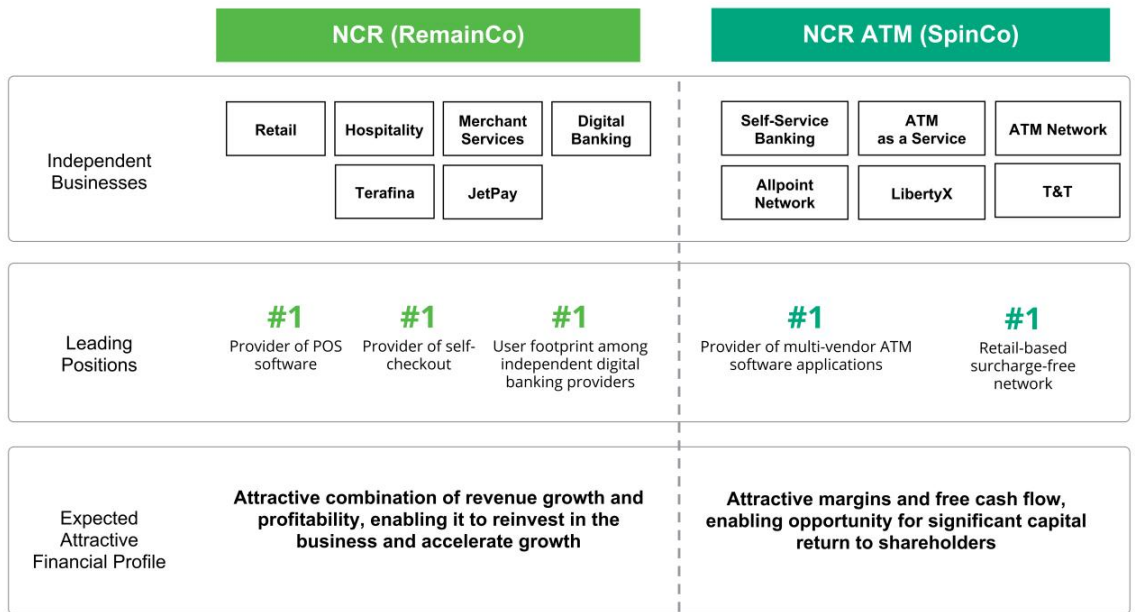 NCR (RemainCo)
NCR ATM (SpinCo)
Independent
Businesses
Retail
Hospitality
Merchant
Services
Digital
Banking
Terafina
JetPay
Self-Service
Banking
ATM
as a Service
ATM Network
Allpoint
Network
LibertyX
T&T
Leading
Positions
#1
Provider of POS
software
#1
Provider of self-
checkout
#1
User footprint among
independent digital
banking providers
#1
Provider of multi-vendor ATM
software applications
#1
Retail-based
surcharge-free
network
Expected
Attractive
Financial Profile
Attractive combination of revenue growth and
profitability, enabling it to reinvest in the
business and accelerate growth
Attractive margins and free cash flow,
enabling opportunity for significant capital
return to shareholders